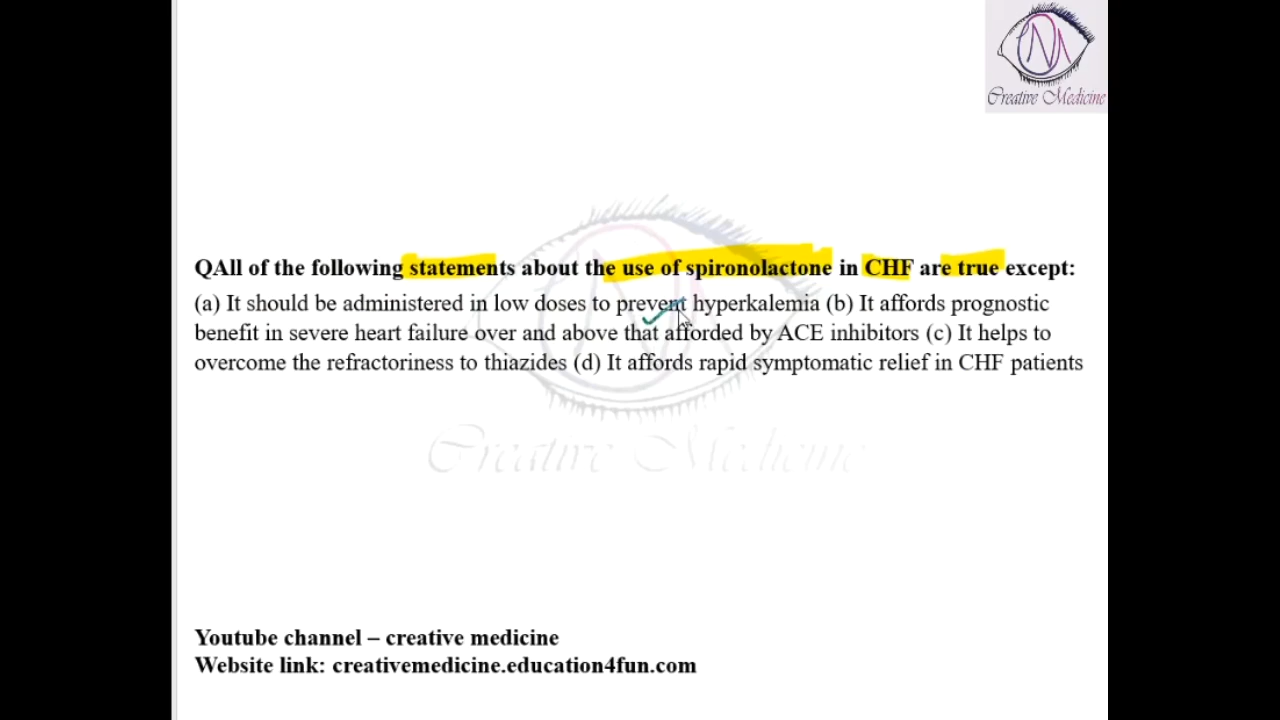 Creative Medicine
QAll of the following statements about the use of spironolactone in CHF are true except:
(a) It should be administered in low doses to prevent hyperkalemia (b) It affords prognostic
benefit in severe heart failure over and above that afforded by ACE inhibitors (c) It helps to
overcome the refractoriness to thiazides (d) It affords rapid symptomatic relief in CHF patients
Creative Medicine
Youtube channel – creative medicine
Website link: creativemedicine.education4fun.com